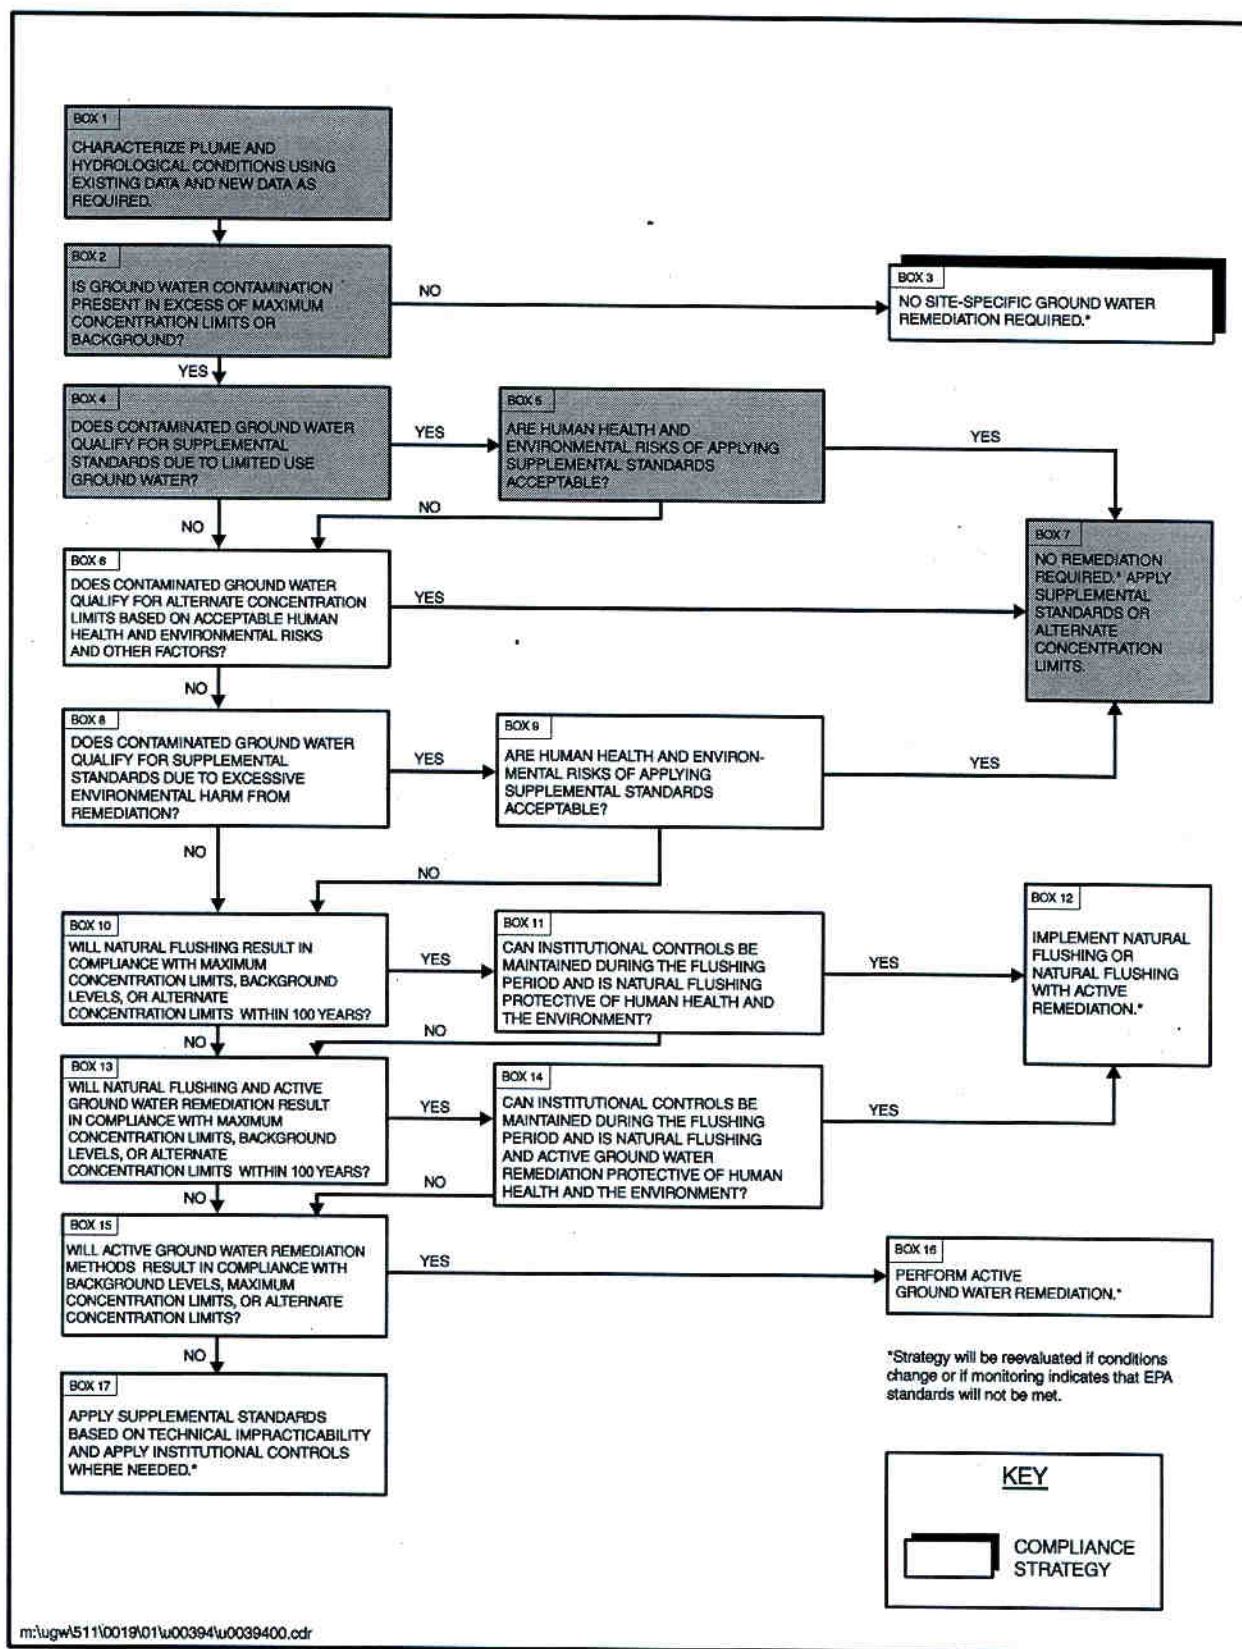 BOX 1
CHARACTERIZE PLUME AND
HYDROLOGICAL CONDITIONS USING
EXISTING DATA AND NEW DATA AS
REQUIRED.
BOX 2
IS GROUND WATER CONTAMINATION
PRESENT IN EXCESS OF MAXIMUM
CONCENTRATION LIMITS OR
BACKGROUND?
NO
BOX 3
NO SITE-SPECIFIC GROUND WATER
REMEDIATION REQUIRED.*
YES
BOX 4
DOES CONTAMINATED GROUND WATER
QUALIFY FOR SUPPLEMENTAL
STANDARDS DUE TO LIMITED USE
GROUND WATER?
YES
BOX 5
ARE HUMAN HEALTH AND
ENVIRONMENTAL RISKS OF APPLYING
SUPPLEMENTAL STANDARDS
ACCEPTABLE?
YES
NO
NO
BOX 6
DOES CONTAMINATED GROUND WATER
QUALIFY FOR ALTERNATE CONCENTRATION
LIMITS BASED ON ACCEPTABLE HUMAN
HEALTH AND ENVIRONMENTAL RISKS
AND OTHER FACTORS?
YES
BOX 7
NO REMEDIATION
REQUIRED.* APPLY
SUPPLEMENTAL
STANDARDS OR
ALTERNATE
CONCENTRATION
LIMITS.
NO
BOX 8
DOES CONTAMINATED GROUND WATER
QUALIFY FOR SUPPLEMENTAL
STANDARDS DUE TO EXCESSIVE
ENVIRONMENTAL HARM FROM
REMEDIATION?
YES
BOX 9
ARE HUMAN HEALTH AND ENVIRON-
MENTAL RISKS OF APPLYING
SUPPLEMENTAL STANDARDS
ACCEPTABLE?
YES
NO
NO
BOX 10
WILL NATURAL FLUSHING RESULT IN
COMPLIANCE WITH MAXIMUM
CONCENTRATION LIMITS, BACKGROUND
LEVELS, OR ALTERNATE
CONCENTRATION LIMITS WITHIN 100 YEARS?
YES
BOX 11
CAN INSTITUTIONAL CONTROLS BE
MAINTAINED DURING THE FLUSHING
PERIOD AND IS NATURAL FLUSHING
PROTECTIVE OF HUMAN HEALTH AND
THE ENVIRONMENT?
YES
BOX 12
IMPLEMENT NATURAL
FLUSHING OR
NATURAL FLUSHING
WITH ACTIVE
REMEDIATION.*
NO
NO
BOX 13
WILL NATURAL FLUSHING AND ACTIVE
GROUND WATER REMEDIATION RESULT
IN COMPLIANCE WITH MAXIMUM
CONCENTRATION LIMITS, BACKGROUND
LEVELS, OR ALTERNATE
CONCENTRATION LIMITS WITHIN 100 YEARS?
YES
BOX 14
CAN INSTITUTIONAL CONTROLS BE
MAINTAINED DURING THE FLUSHING
PERIOD AND IS NATURAL FLUSHING
AND ACTIVE GROUND WATER
REMEDIATION PROTECTIVE OF HUMAN
HEALTH AND THE ENVIRONMENT?
YES
NO
NO
BOX 15
WILL ACTIVE GROUND WATER REMEDIATION
METHODS RESULT IN COMPLIANCE WITH
BACKGROUND LEVELS, MAXIMUM
CONCENTRATION LIMITS, OR ALTERNATE
CONCENTRATION LIMITS?
YES
BOX 16
PERFORM ACTIVE
GROUND WATER REMEDIATION.*
NO
*Strategy will be reevaluated if conditions
change or if monitoring indicates that EPA
standards will not be met.
BOX 17
APPLY SUPPLEMENTAL STANDARDS
BASED ON TECHNICAL IMPRACTICABILITY
AND APPLY INSTITUTIONAL CONTROLS
WHERE NEEDED.*
KEY
COMPLIANCE
STRATEGY
m:\ugw\511\0019\01\u00394\u0039400.cdr